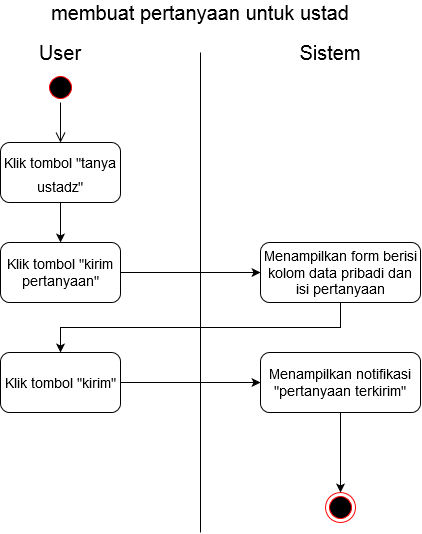 membuat pertanyaan untuk ustad
User
Sistem
Klik tombol "tanya
ustadz"
Klik tombol "kirim
pertanyaan"
Menampilkan form berisi
kolom data pribadi dan
isi pertanyaan
Klik tombol "kirim"
Menampilkan notifikasi
"pertanyaan terkirim"